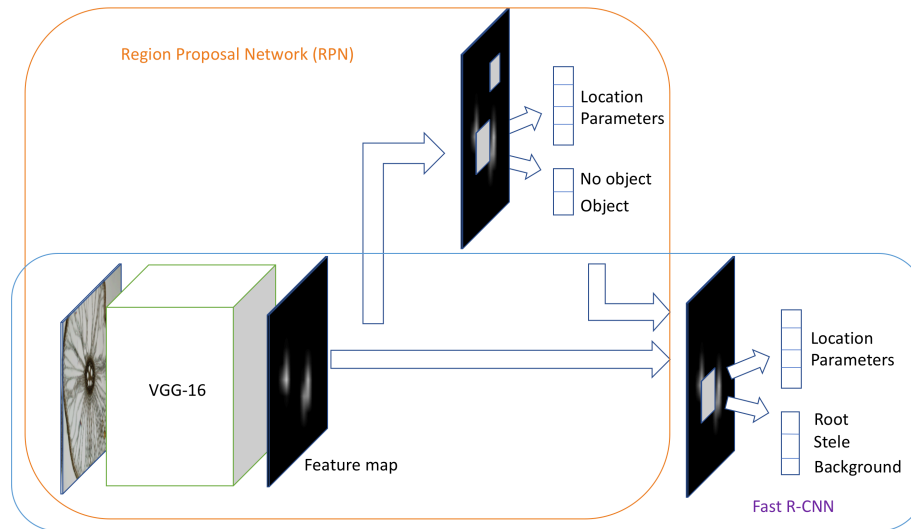 Region Proposal Network (RPN)
Location
Parameters
No object
Object
VGG-16
Feature map
Location
Parameters
Root
Stele
Background
Fast R-CNN